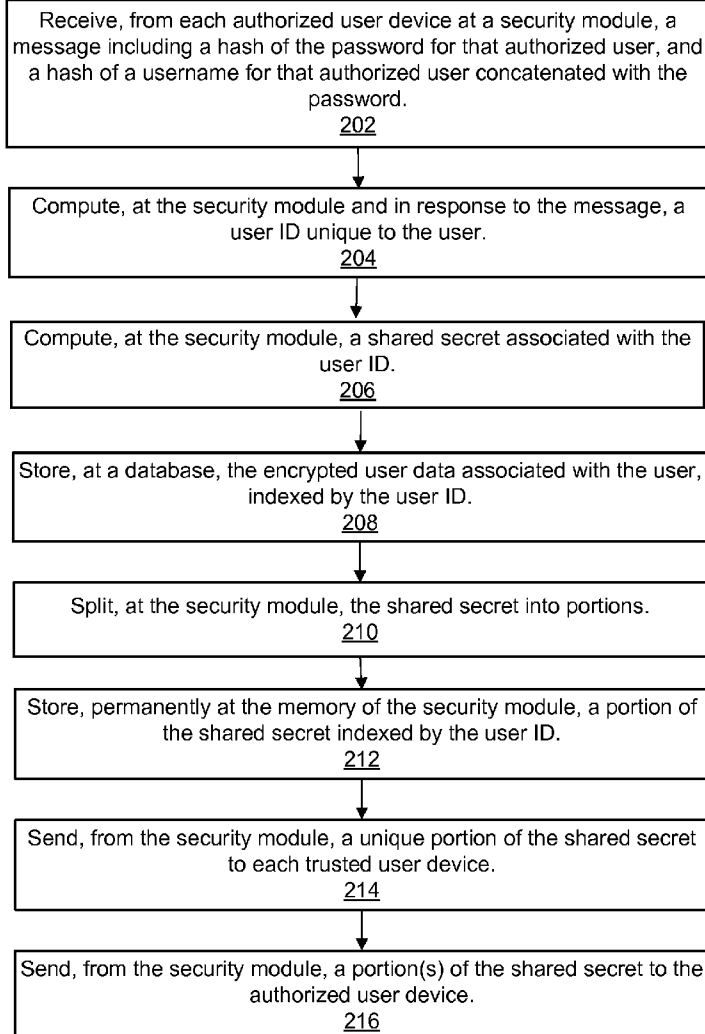 Receive, from each authorized user device at a security module, a
message including a hash of the password for that authorized user, and
a hash of a username for that authorized user concatenated with the
password.
202
Compute, at the security module and in response to the message, a
user ID unique to the user.
204
Compute, at the security module, a shared secret associated with the
user ID.
206
Store, at a database, the encrypted user data associated with the user,
indexed by the user ID.
208
Split, at the security module, the shared secret into portions.
210
Store, permanently at the memory of the security module, a portion of
the shared secret indexed by the user ID.
212
Send, from the security module, a unique portion of the shared secret
to each trusted user device.
214
Send, from the security module, a portion(s) of the shared secret to the
authorized user device.
216